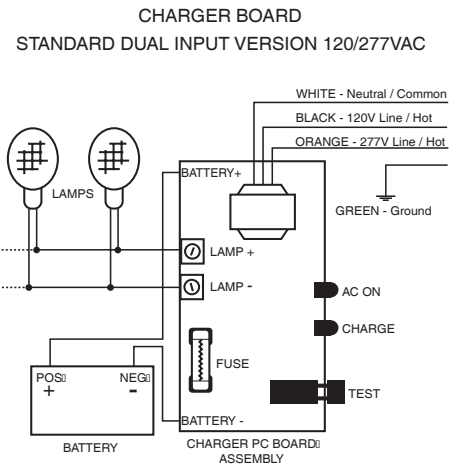 CHARGER BOARD
STANDARD DUAL INPUT VERSION 120/277VAC
WHITE - Neutral / Common
BLACK - 120V Line / Hot
ORANGE - 277V Line / Hot
GREEN - Ground
LAMPS
BATTERY+
LAMP +
LAMP -
AC ON
CHARGE
FUSE
TEST
POS▯
+
NEG▯
-
BATTERY -
BATTERY
CHARGER PC BOARD▯
ASSEMBLY